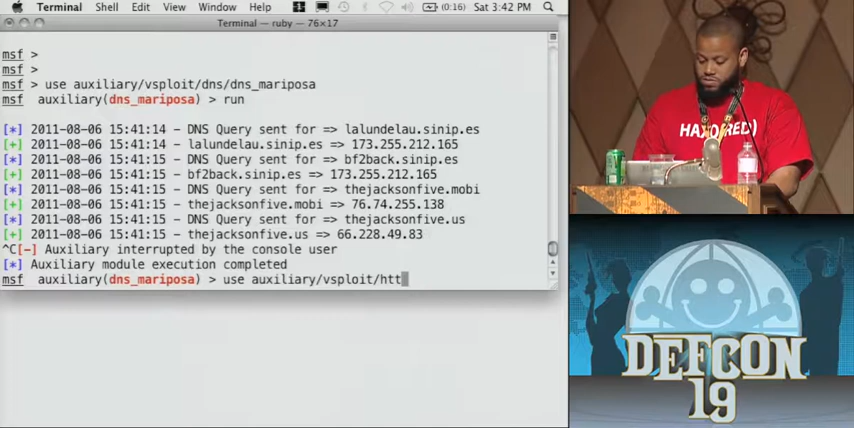 Terminal Shell Edit View Window Help (0:16) Sat 3:42 PM
Terminal — ruby — 76×17
msf >
msf >
msf > use auxiliary/vsploit/dns/dns_mariposa
msf auxiliary(dns_mariposa) > run
[*] 2011-08-06 15:41:14 - DNS Query sent for => lalundelau.sinip.es
[+] 2011-08-06 15:41:14 - lalundelau.sinip.es => 173.255.212.165
[*] 2011-08-06 15:41:15 - DNS Query sent for => bf2back.sinip.es
[+] 2011-08-06 15:41:15 - bf2back.sinip.es => 173.255.212.165
[*] 2011-08-06 15:41:15 - DNS Query sent for => thejacksonfive.mobi
[+] 2011-08-06 15:41:15 - thejacksonfive.mobi => 76.74.255.138
[*] 2011-08-06 15:41:15 - DNS Query sent for => thejacksonfive.us
[+] 2011-08-06 15:41:15 - thejacksonfive.us => 66.228.49.83
^C[-] Auxiliary interrupted by the console user
[*] Auxiliary module execution completed
msf auxiliary(dns_mariposa) > use auxiliary/vsploit/htt
DEFCON
19